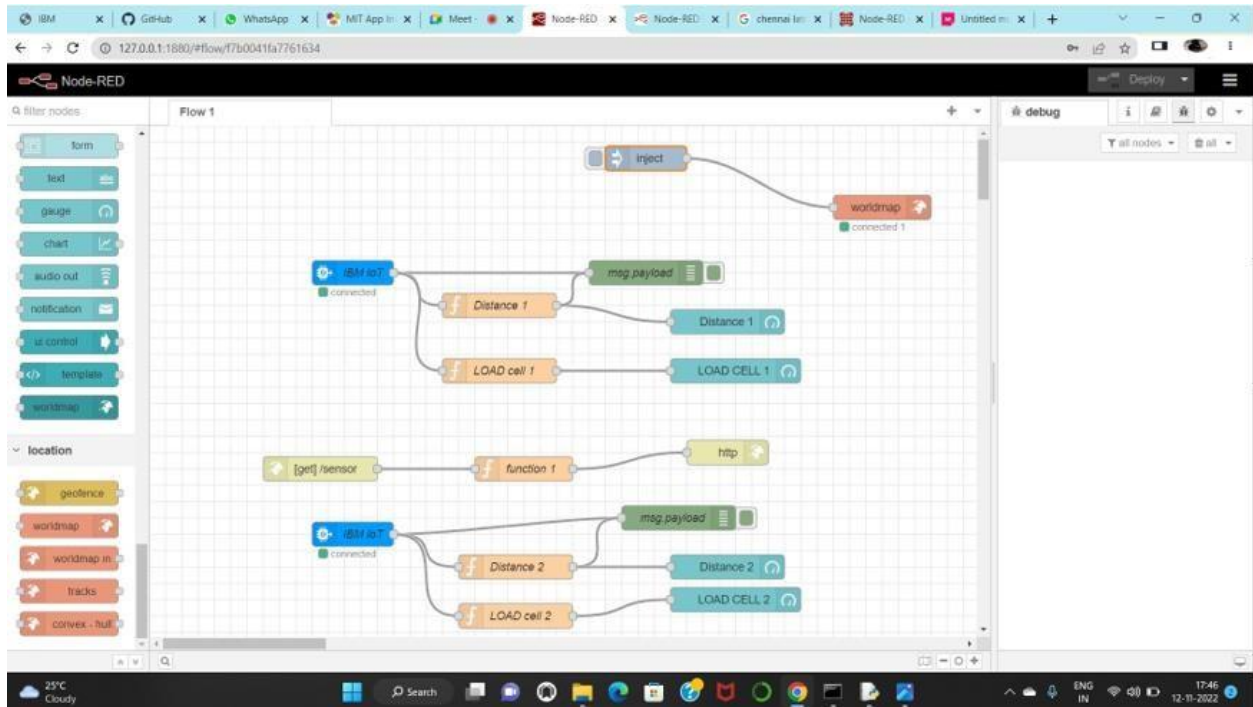 IBM
GitHub
WhatsApp
MIT App In
Meet -
Node-RED
Node-RED
chennai lat
Node-RED
Untitled m
127.0.0.1:1880/#flow/f7b0041fa7761634
Node-RED
Deploy
filter nodes
Flow 1
debug
all nodes
all
form
text
gauge
chart
audio out
notification
ui control
template
worldmap
location
geofence
worldmap
worldmap in
tracks
convex - hull
inject
worldmap
connected 1
IBM IoT
connected
msg.payload
Distance 1
Distance 1
LOAD cell 1
LOAD CELL 1
[get] /sensor
function 1
http
IBM IoT
connected
msg.payload
Distance 2
Distance 2
LOAD cell 2
LOAD CELL 2
25°C
Cloudy
Search
ENG
IN
17:46
12-11-2022